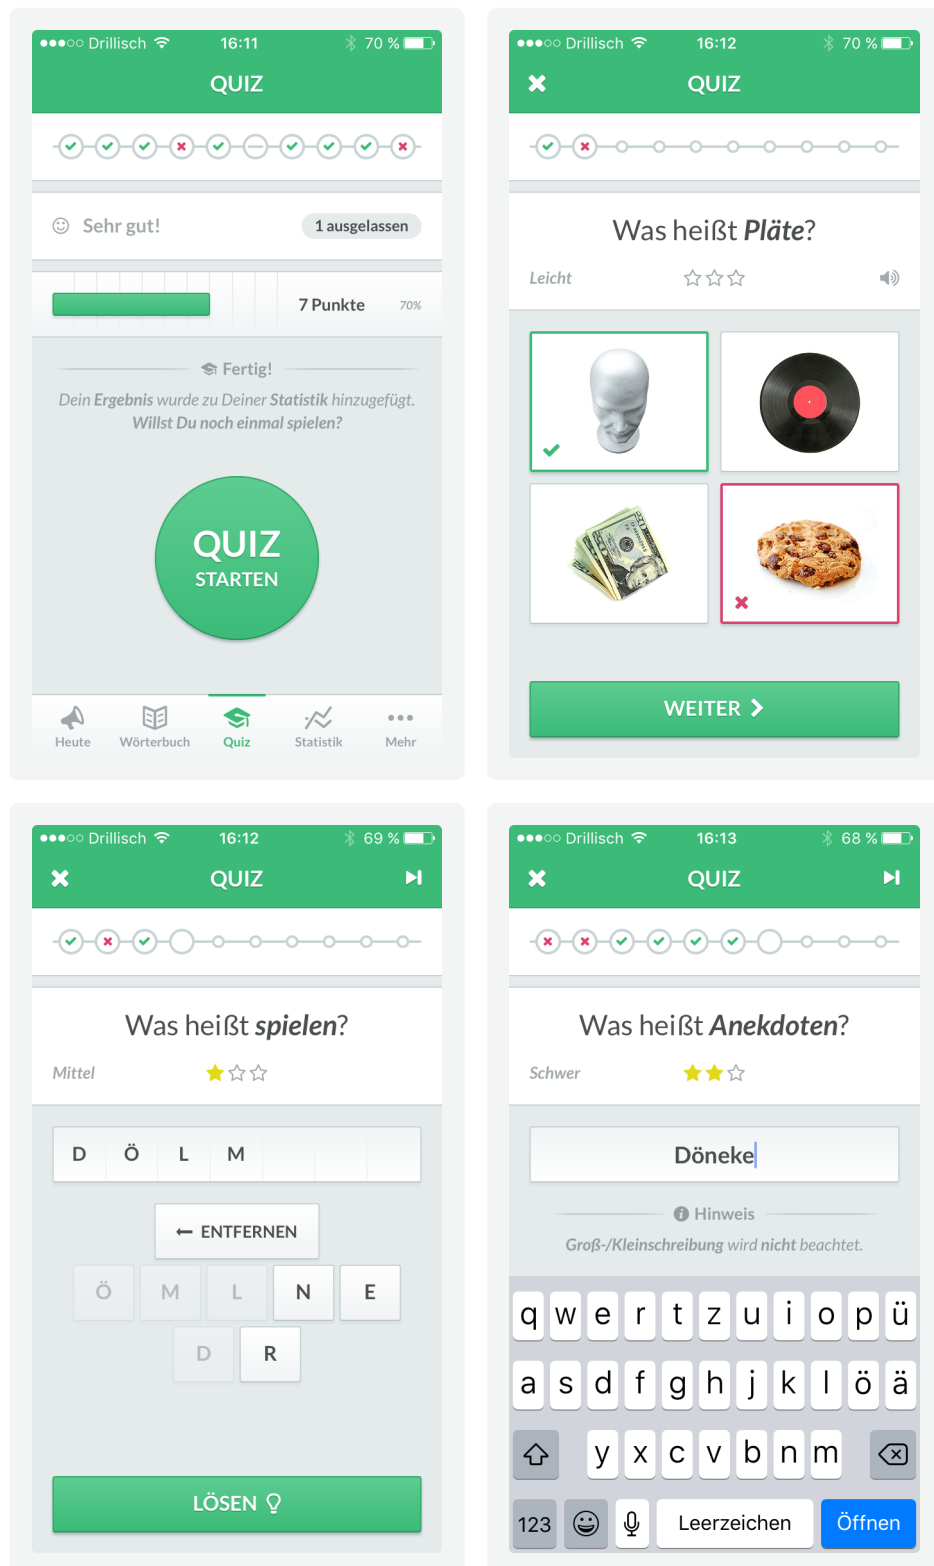 Drillisch 16:11 70 %
QUIZ
Sehr gut! 1 ausgelassen
7 Punkte 70%
Fertig!
Dein Ergebnis wurde zu Deiner Statistik hinzugefügt.
Willst Du noch einmal spielen?
QUIZ
STARTEN
Heute Wörterbuch Quiz Statistik Mehr
Drillisch 16:12 70 %
QUIZ
Was heißt Pläte?
Leicht
WEITER
Drillisch 16:12 69 %
QUIZ
Was heißt spielen?
Mittel
D Ö L M
ENTFERNEN
Ö M L N E
D R
LÖSEN
Drillisch 16:13 68 %
QUIZ
Was heißt Anekdoten?
Schwer
Döneke
Hinweis
Groß-/Kleinschreibung wird nicht beachtet.
q w e r t z u i o p ü
a s d f g h j k l ö ä
y x c v b n m
123 Leerzeichen Öffnen